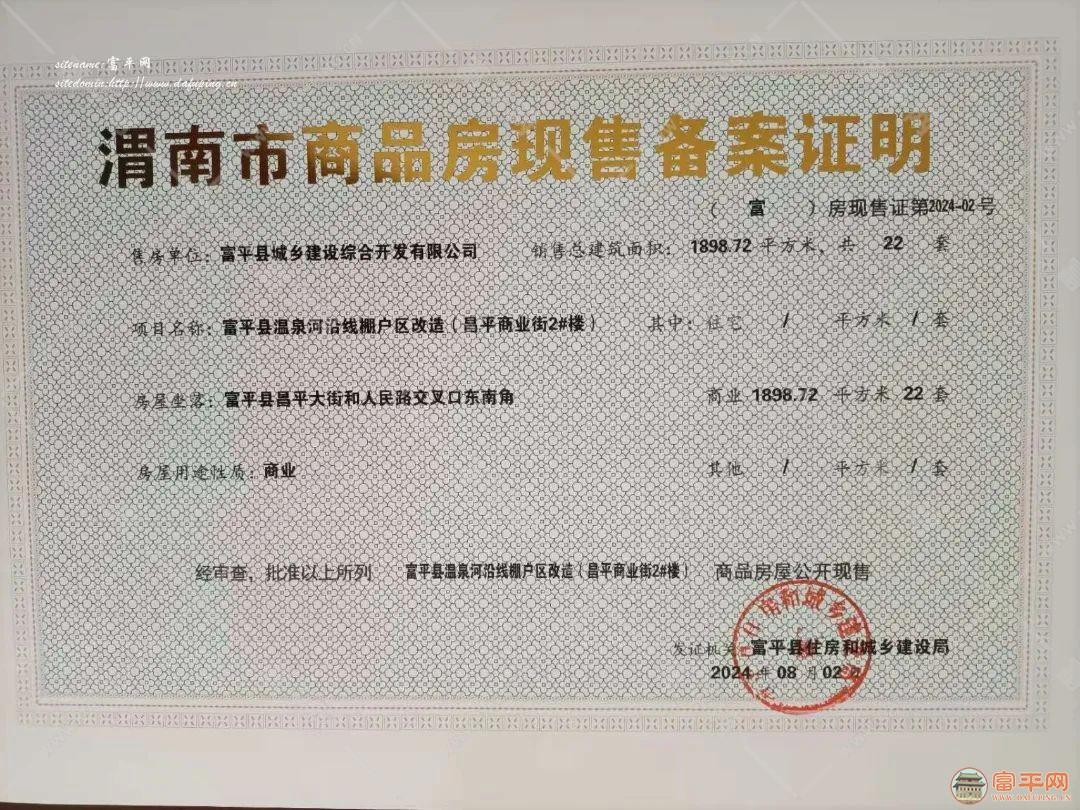 sitename:富平网
sitedomin:http://www.dafuping.cn
渭南市商品房现售备案证明
（ 富 ）房现售证第2024-02号
售房单位：富平县城乡建设综合开发有限公司 销售总建筑面积：1898.72 平方米，共 22 套
项目名称：富平县温泉河沿线棚户区改造（昌平商业街2#楼） 其中：住宅 / 平方米 / 套
房屋坐落：富平县昌平大街和人民路交叉口东南角 商业 1898.72 平方米 22 套
房屋用途性质：商业 其他 / 平方米 / 套
经审查，批准以上所列 富平县温泉河沿线棚户区改造（昌平商业街2#楼） 商品房屋公开现售
发证机关：富平县住房和城乡建设局
2024 年 08 月 02 日
富平网
WWW.DAFUPING.CN